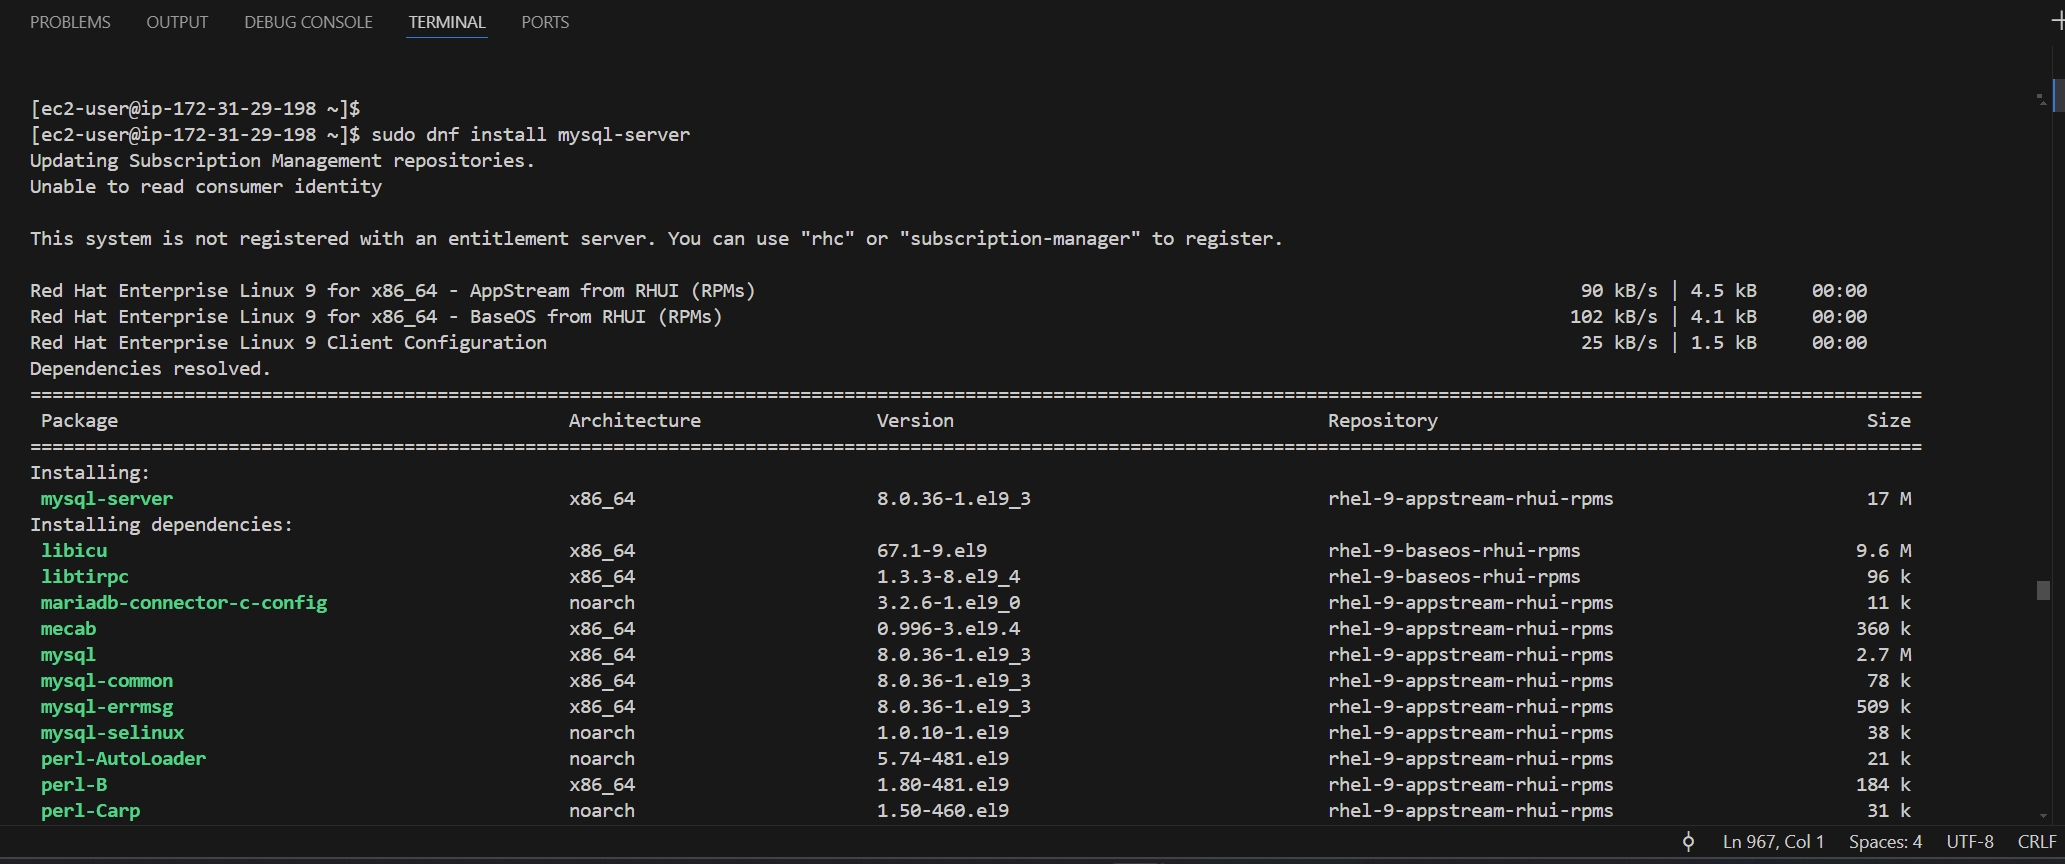 PROBLEMS OUTPUT DEBUG CONSOLE TERMINAL PORTS
[ec2-user@ip-172-31-29-198 ~]$
[ec2-user@ip-172-31-29-198 ~]$ sudo dnf install mysql-server
Updating Subscription Management repositories.
Unable to read consumer identity
This system is not registered with an entitlement server. You can use "rhc" or "subscription-manager" to register.
Red Hat Enterprise Linux 9 for x86_64 - AppStream from RHUI (RPMs) 90 kB/s | 4.5 kB 00:00
Red Hat Enterprise Linux 9 for x86_64 - BaseOS from RHUI (RPMs) 102 kB/s | 4.1 kB 00:00
Red Hat Enterprise Linux 9 Client Configuration 25 kB/s | 1.5 kB 00:00
Dependencies resolved.
Package Architecture Version Repository Size
Installing:
mysql-server x86_64 8.0.36-1.el9_3 rhel-9-appstream-rhui-rpms 17 M
Installing dependencies:
libicu x86_64 67.1-9.el9 rhel-9-baseos-rhui-rpms 9.6 M
libtirpc x86_64 1.3.3-8.el9_4 rhel-9-baseos-rhui-rpms 96 k
mariadb-connector-c-config noarch 3.2.6-1.el9_0 rhel-9-appstream-rhui-rpms 11 k
mecab x86_64 0.996-3.el9.4 rhel-9-appstream-rhui-rpms 360 k
mysql x86_64 8.0.36-1.el9_3 rhel-9-appstream-rhui-rpms 2.7 M
mysql-common x86_64 8.0.36-1.el9_3 rhel-9-appstream-rhui-rpms 78 k
mysql-errmsg x86_64 8.0.36-1.el9_3 rhel-9-appstream-rhui-rpms 509 k
mysql-selinux noarch 1.0.10-1.el9 rhel-9-appstream-rhui-rpms 38 k
perl-AutoLoader noarch 5.74-481.el9 rhel-9-appstream-rhui-rpms 21 k
perl-B x86_64 1.80-481.el9 rhel-9-appstream-rhui-rpms 184 k
perl-Carp noarch 1.50-460.el9 rhel-9-appstream-rhui-rpms 31 k
Ln 967, Col 1 Spaces: 4 UTF-8 CRLF